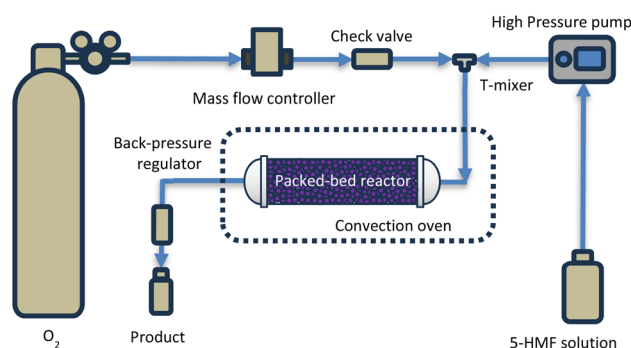 High Pressure pump
Check valve
T-mixer
Mass flow controller
Back-pressure
regulator
Packed-bed reactor
Convection oven
O₂
Product
5-HMF solution